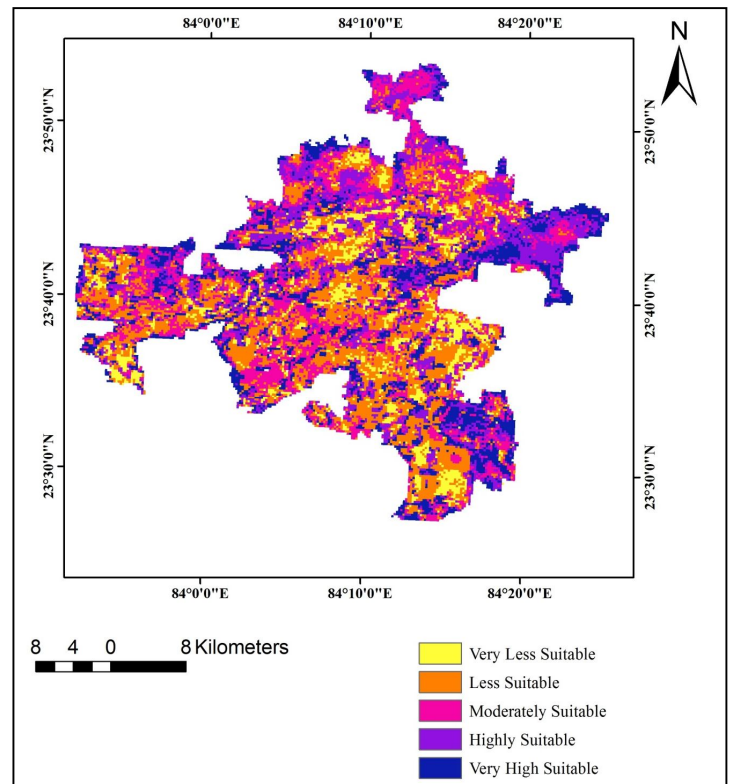 84°0'0"E 84°10'0"E 84°20'0"E
N
23°50'0"N 23°50'0"N
23°40'0"N 23°40'0"N
23°30'0"N 23°30'0"N
84°0'0"E 84°10'0"E 84°20'0"E
8 4 0 8 Kilometers
Very Less Suitable
Less Suitable
Moderately Suitable
Highly Suitable
Very High Suitable